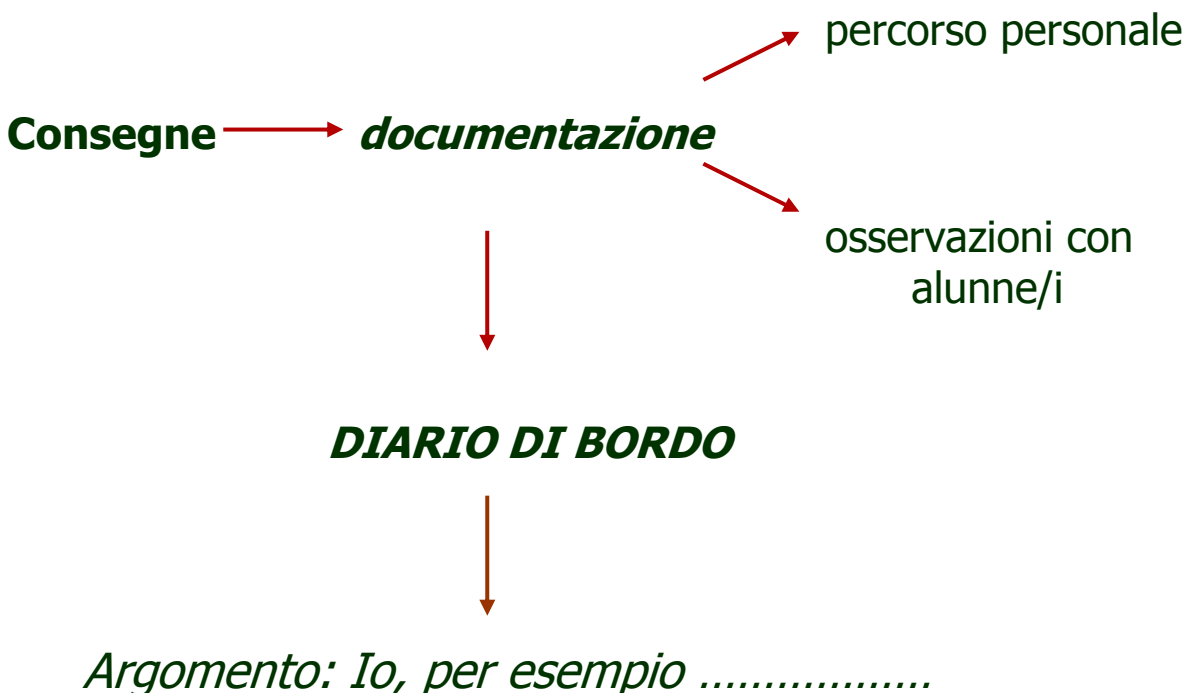 percorso personale
Consegne documentazione
osservazioni con
alunne/i
DIARIO DI BORDO
Argomento: Io, per esempio ………………